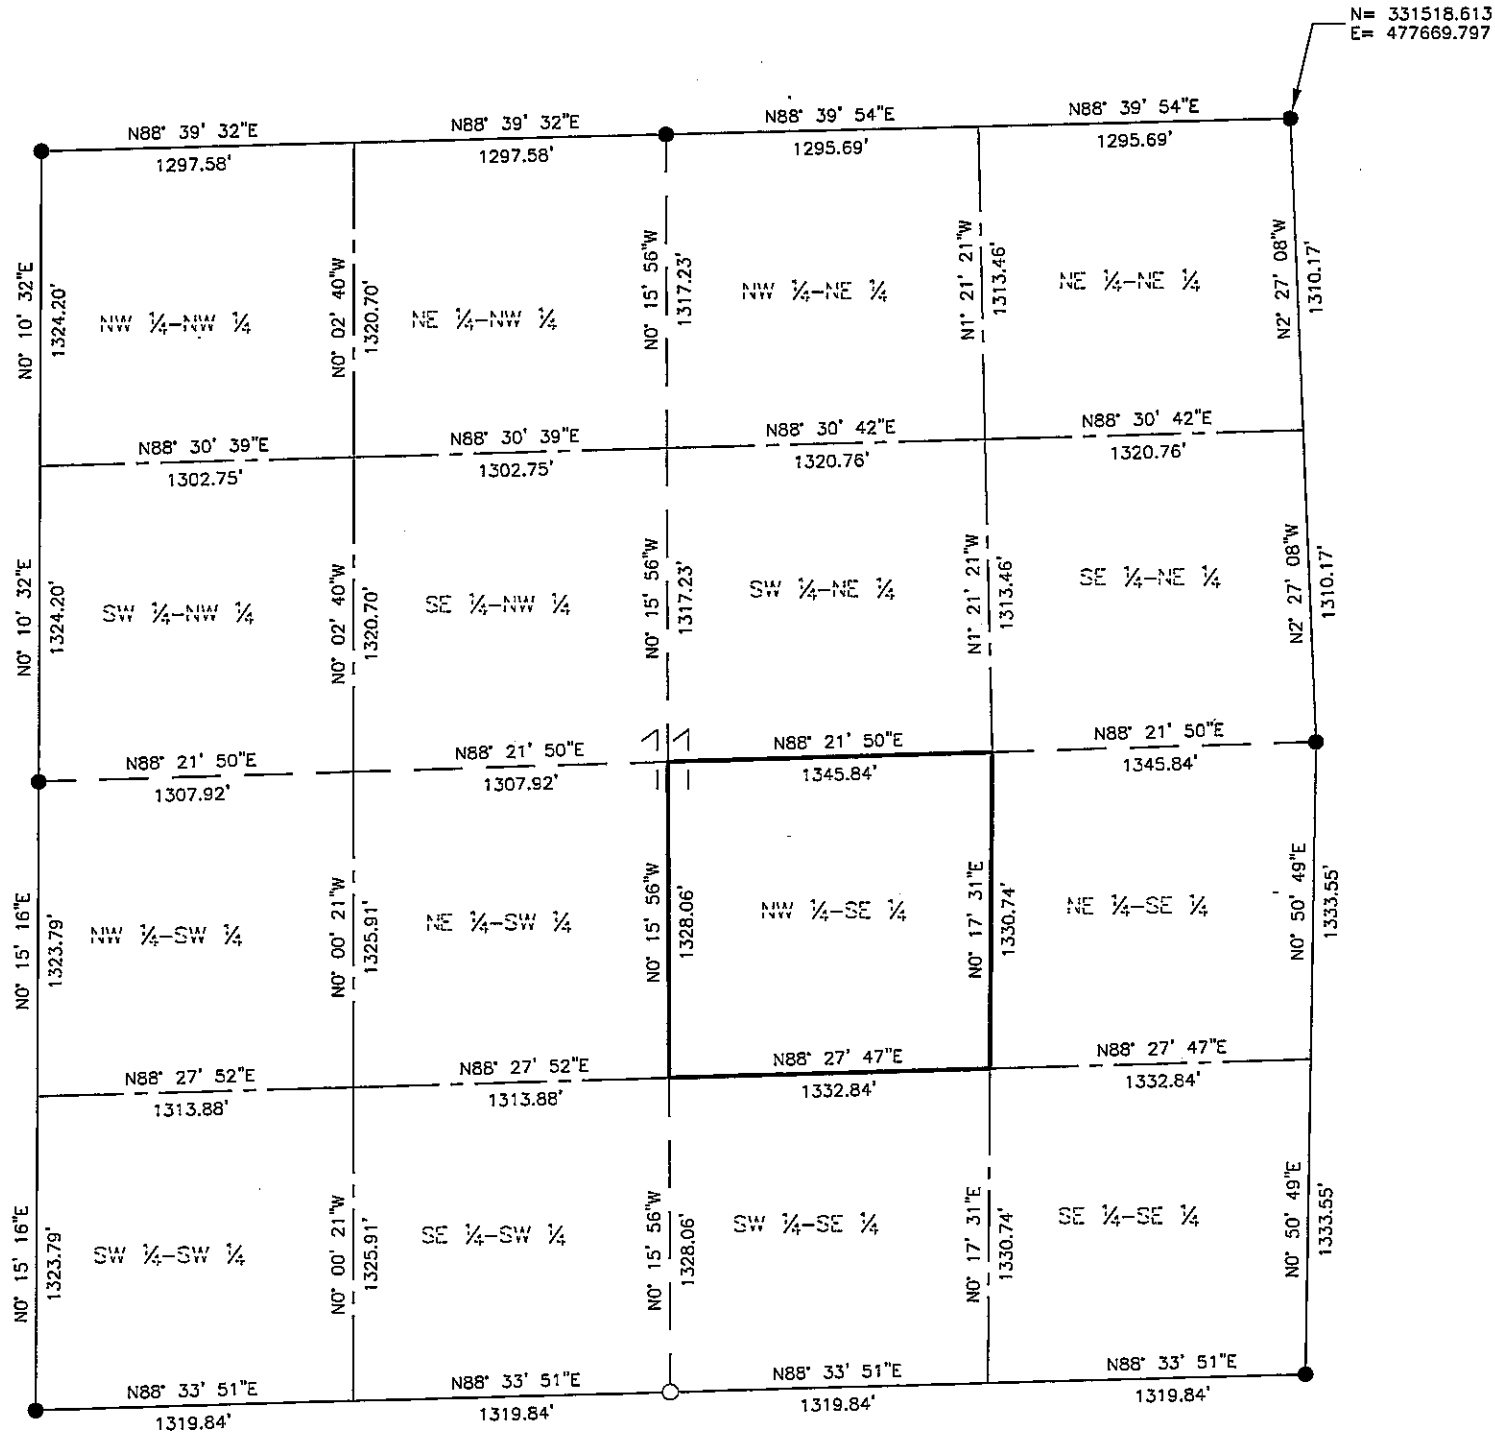 N= 331518.613
E= 477669.797
N88° 39' 32"E
N88° 39' 32"E
N88° 39' 54"E
N88° 39' 54"E
1297.58'
1297.58'
1295.69'
1295.69'
N0° 10' 32"E
1324.20'
NW ¼-NW ¼
N0° 02' 40"W
1320.70'
NE ¼-NW ¼
N0° 15' 56"W
1317.23'
NW ¼-NE ¼
N1° 21' 21"W
1313.46'
NE ¼-NE ¼
N2° 27' 08"W
1310.17'
N88° 30' 39"E
N88° 30' 39"E
N88° 30' 42"E
N88° 30' 42"E
1302.75'
1302.75'
1320.76'
1320.76'
N0° 10' 32"E
1324.20'
SW ¼-NW ¼
N0° 02' 40"W
1320.70'
SE ¼-NW ¼
N0° 15' 56"W
1317.23'
SW ¼-NE ¼
N1° 21' 21"W
1313.46'
SE ¼-NE ¼
N2° 27' 08"W
1310.17'
N88° 21' 50"E
N88° 21' 50"E
11
N88° 21' 50"E
N88° 21' 50"E
1307.92'
1307.92'
1345.84'
1345.84'
N0° 15' 16"E
1323.79'
NW ¼-SW ¼
N0° 00' 21"W
1325.91'
NE ¼-SW ¼
N0° 15' 56"W
1328.06'
NW ¼-SE ¼
N0° 17' 31"E
1330.74'
NE ¼-SE ¼
N0° 50' 49"E
1333.55'
N88° 27' 52"E
N88° 27' 52"E
N88° 27' 47"E
N88° 27' 47"E
1313.88'
1313.88'
1332.84'
1332.84'
N0° 15' 16"E
1323.79'
SW ¼-SW ¼
N0° 00' 21"W
1325.91'
SE ¼-SW ¼
N0° 15' 56"W
1328.06'
SW ¼-SE ¼
N0° 17' 31"E
1330.74'
SE ¼-SE ¼
N0° 50' 49"E
1333.55'
N88° 33' 51"E
N88° 33' 51"E
N88° 33' 51"E
N88° 33' 51"E
1319.84'
1319.84'
1319.84'
1319.84'